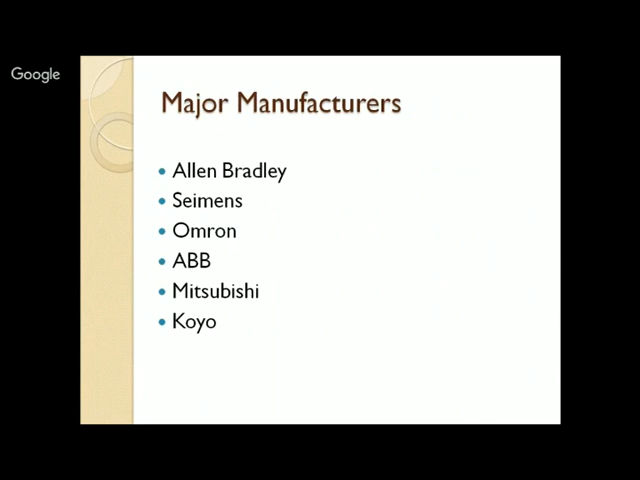 Google
Major Manufacturers
Allen Bradley
Seimens
Omron
ABB
Mitsubishi
Koyo